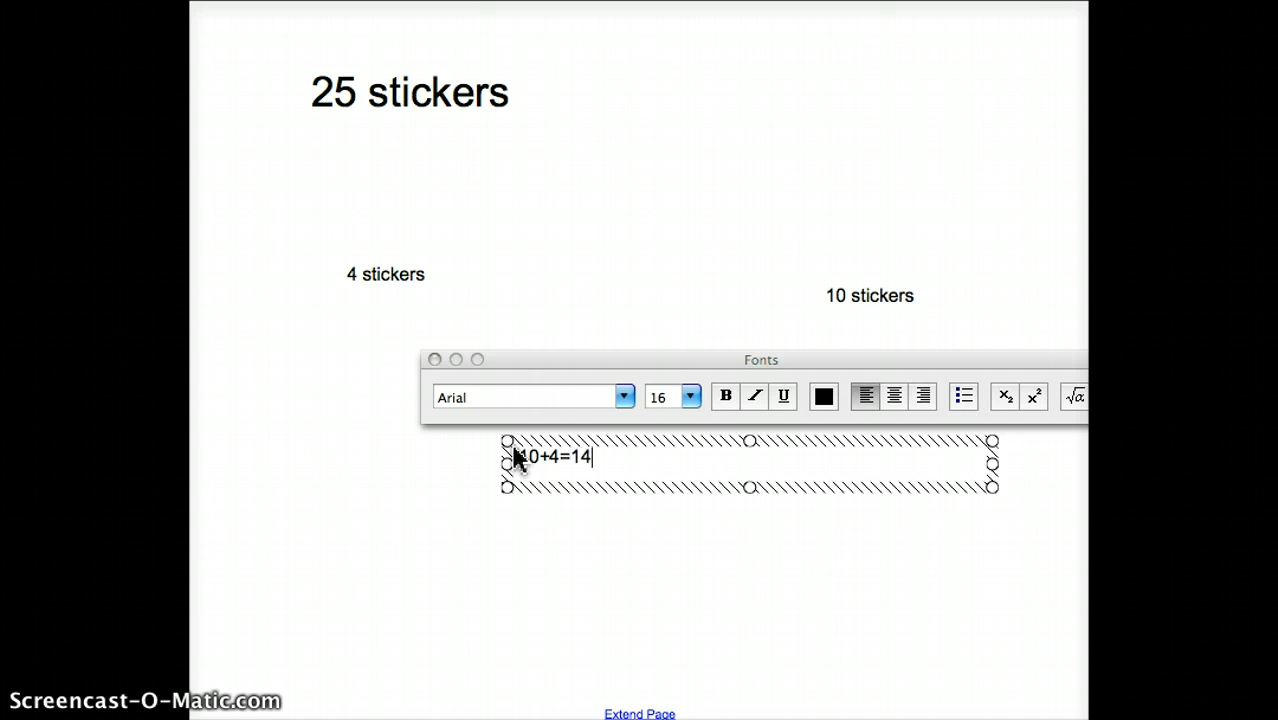 25 stickers
4 stickers
10 stickers
Fonts
Arial
16
B I U
x₂ x² √α
10+4=14
Extend Page
Screencast-O-Matic.com